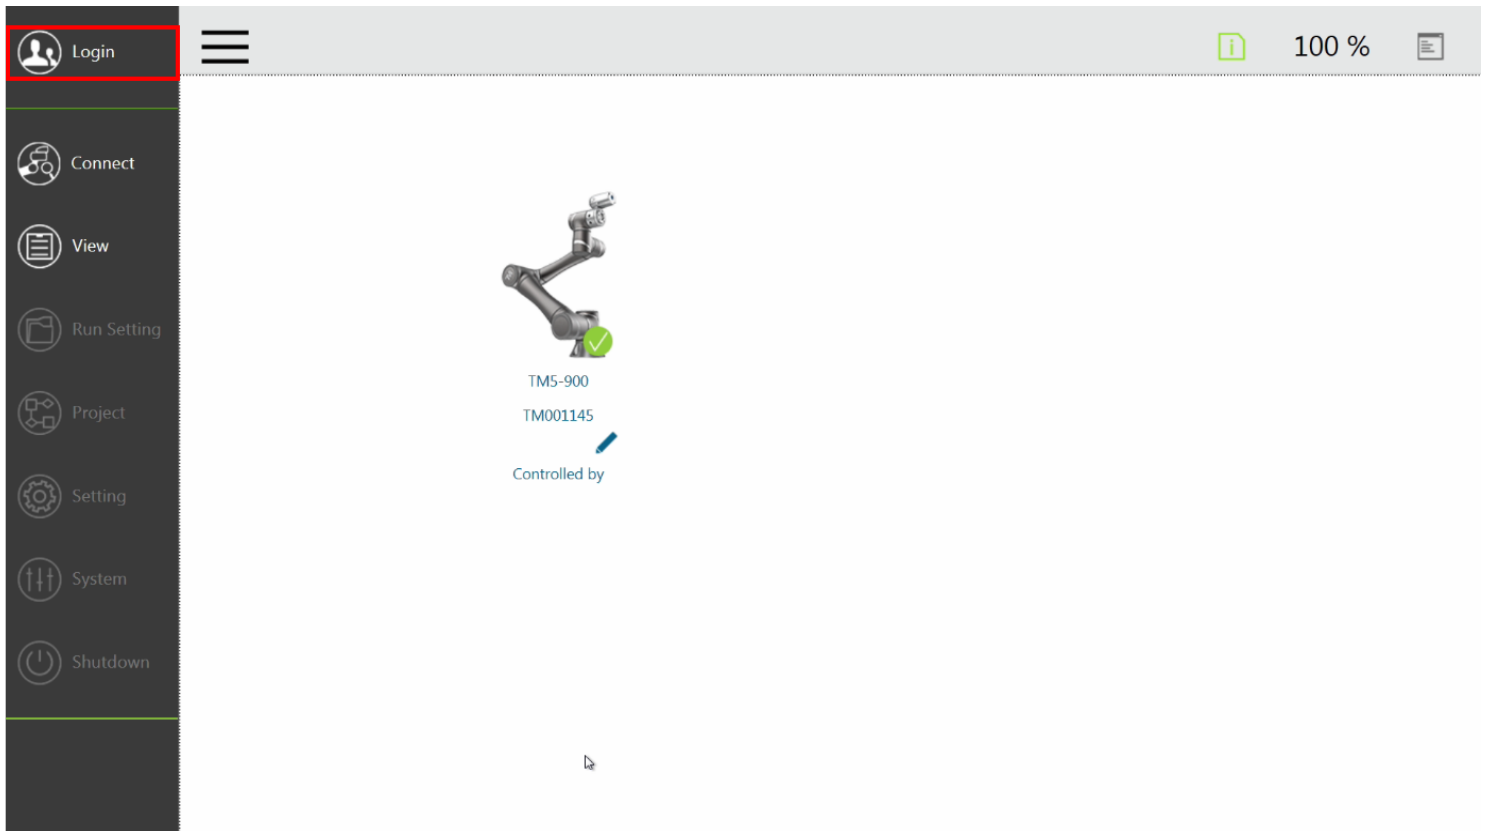 Login
100 %
Connect
View
Run Setting
Project
Setting
System
Shutdown
TM5-900
TM001145
Controlled by